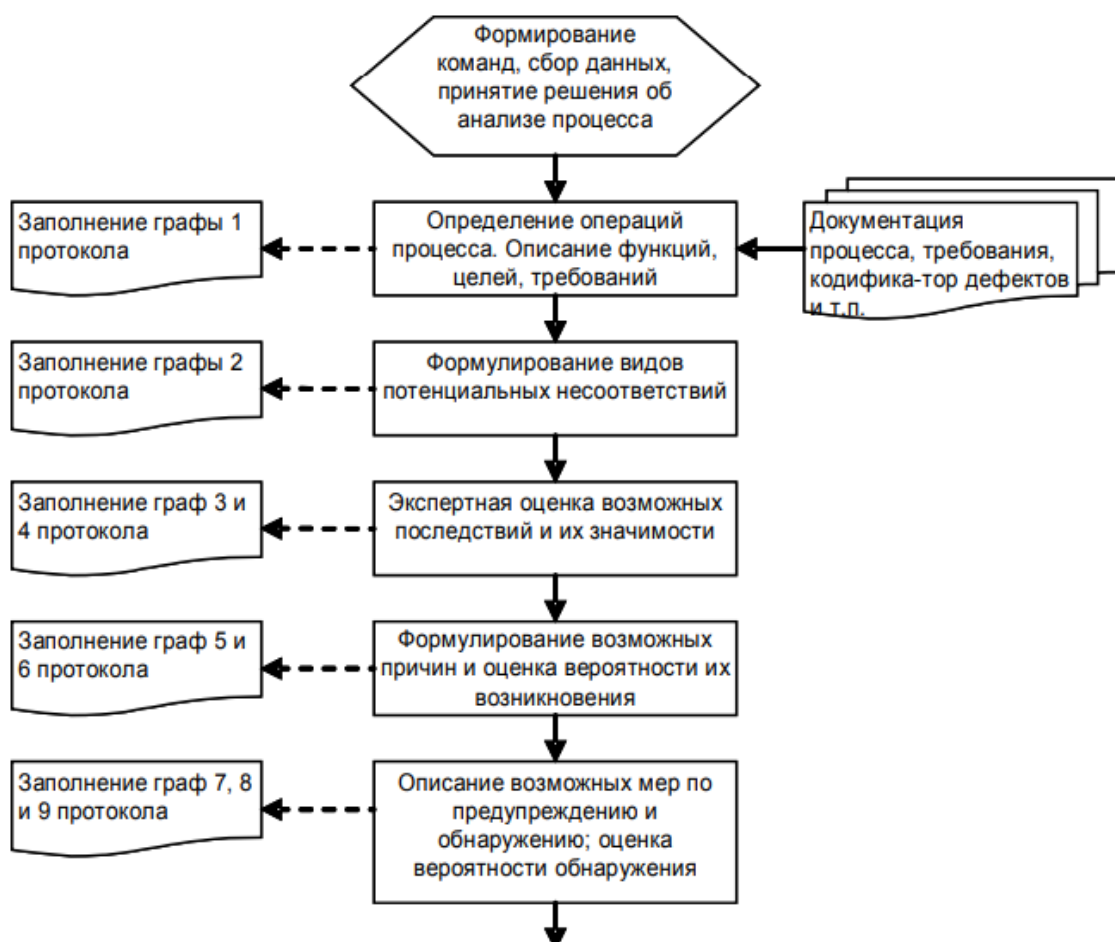 Формирование
команд, сбор данных,
принятие решения об
анализе процесса
Заполнение графы 1
протокола
Определение операций
процесса. Описание функций,
целей, требований
Документация
процесса, требования,
кодифика-тор дефектов
и т.п.
Заполнение графы 2
протокола
Формулирование видов
потенциальных несоответствий
Заполнение граф 3 и
4 протокола
Экспертная оценка возможных
последствий и их значимости
Заполнение граф 5 и
6 протокола
Формулирование возможных
причин и оценка вероятности их
возникновения
Заполнение граф 7, 8
и 9 протокола
Описание возможных мер по
предупреждению и
обнаружению; оценка
вероятности обнаружения